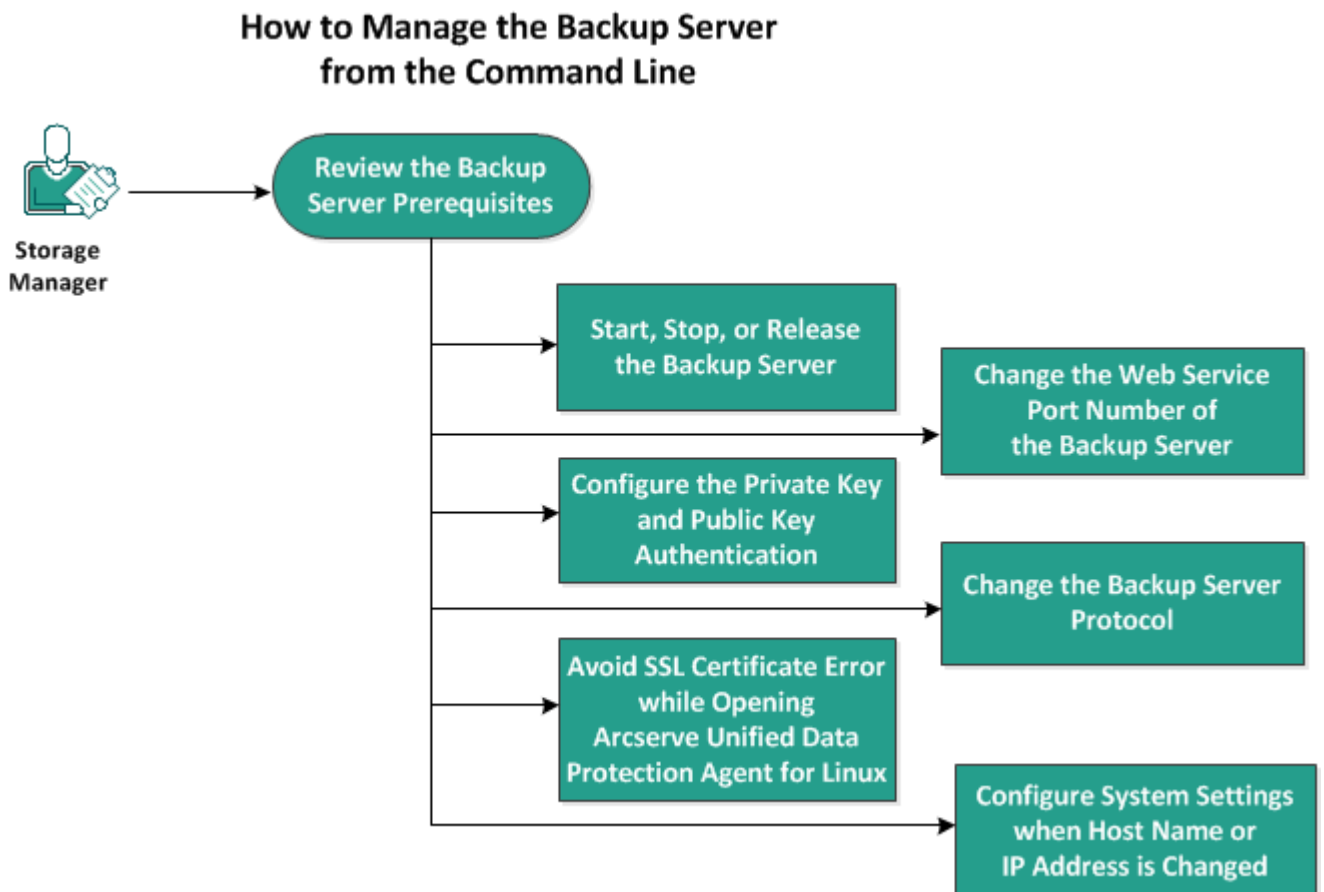 How to Manage the Backup Server
from the Command Line
Storage
Manager
Review the Backup
Server Prerequisites
Start, Stop, or Release
the Backup Server
Change the Web Service
Port Number of
the Backup Server
Configure the Private Key
and Public Key
Authentication
Change the Backup Server
Protocol
Avoid SSL Certificate Error
while Opening
Arcserve Unified Data
Protection Agent for Linux
Configure System Settings
when Host Name or
IP Address is Changed